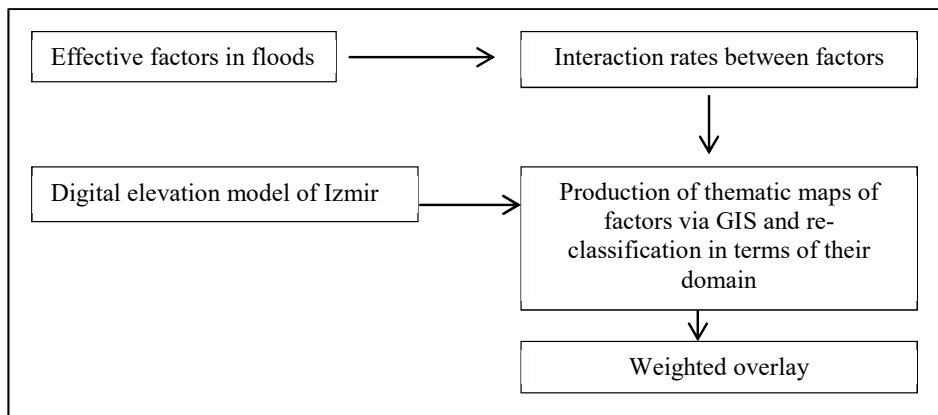 Effective factors in floods
Interaction rates between factors
Digital elevation model of Izmir
Production of thematic maps of
factors via GIS and re-
classification in terms of their
domain
Weighted overlay